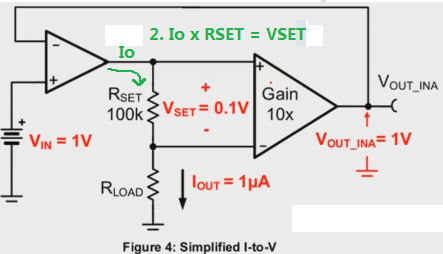 2. Io x RSET = VSET
Io
-
+
+
RSET
100k
+
VSET = 0.1V
-
+
Gain
10x
-
VOUT_INA
+
VIN = 1V
VOUT_INA= 1V
RLOAD
IOUT = 1µA
Figure 4: Simplified I-to-V